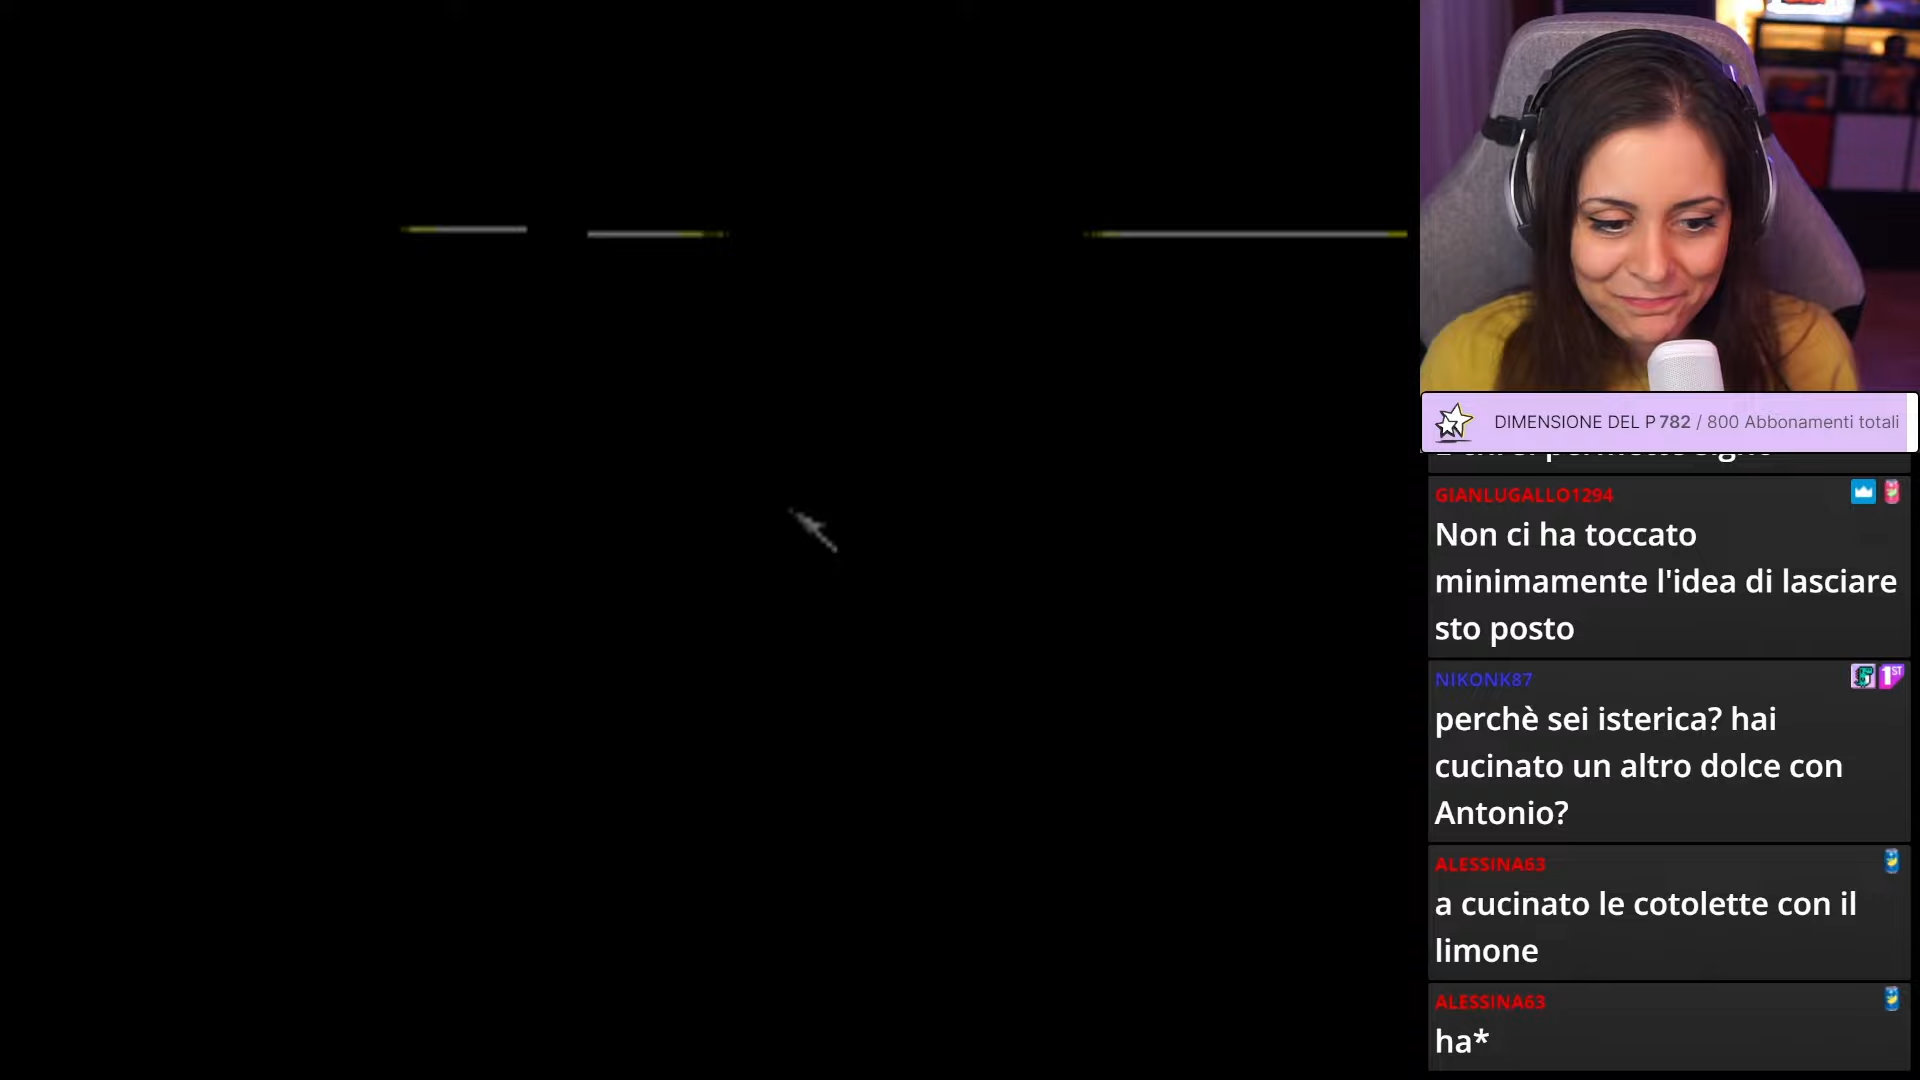 DIMENSIONE DEL P 782 / 800 Abbonamenti totali
GIANLUGALLO1294
Non ci ha toccato
minimamente l'idea di lasciare
sto posto
NIKONK87
1ST
perchè sei isterica? hai
cucinato un altro dolce con
Antonio?
ALESSINA63
a cucinato le cotolette con il
limone
ALESSINA63
ha*